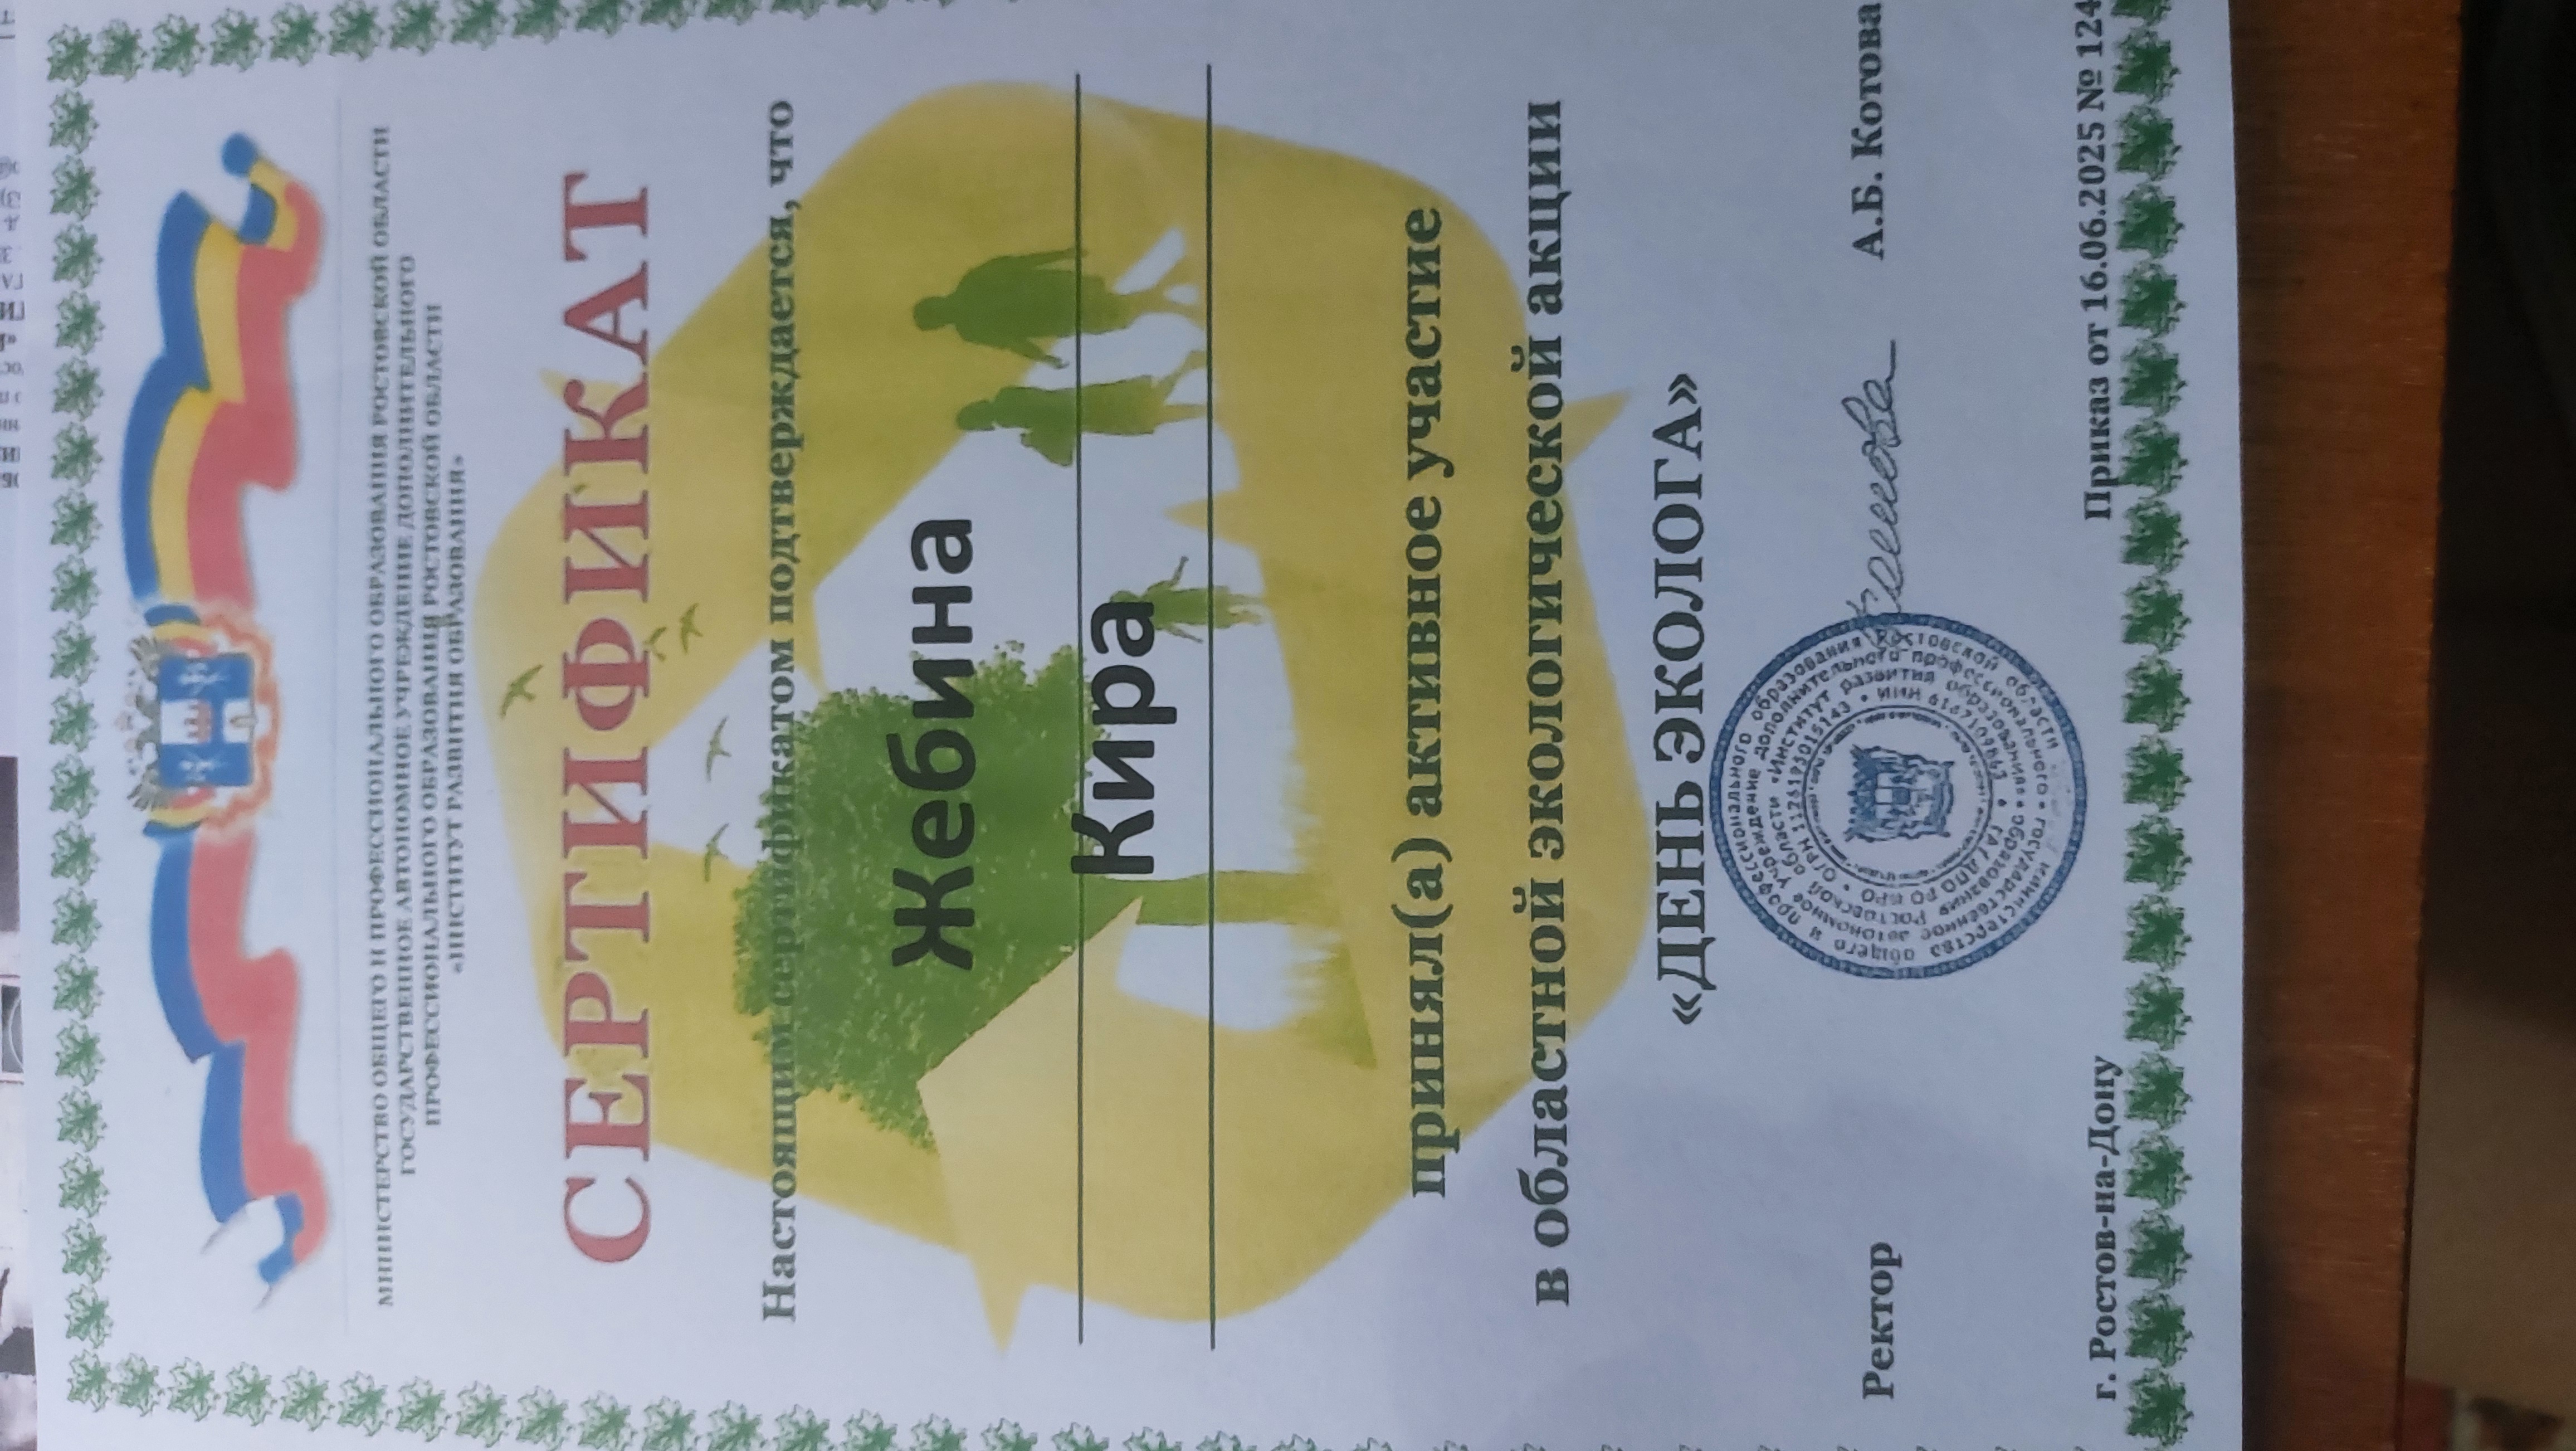 МИНИСТЕРСТВО ОБЩЕГО И ПРОФЕССИОНАЛЬНОГО ОБРАЗОВАНИЯ РОСТОВСКОЙ ОБЛАСТИ
ГОСУДАРСТВЕННОЕ АВТОНОМНОЕ УЧРЕЖДЕНИЕ ДОПОЛНИТЕЛЬНОГО
ПРОФЕССИОНАЛЬНОГО ОБРАЗОВАНИЯ РОСТОВСКОЙ ОБЛАСТИ
«ИНСТИТУТ РАЗВИТИЯ ОБРАЗОВАНИЯ»
СЕРТИФИКАТ
Настоящим сертификатом подтверждается, что
Жебина
Кира
принял(а) активное участие
в областной экологической акции
«ДЕНЬ ЭКОЛОГА»
Ректор
А.Б. Котова
г. Ростов-на-Дону
Приказ от 16.06.2025 № 124